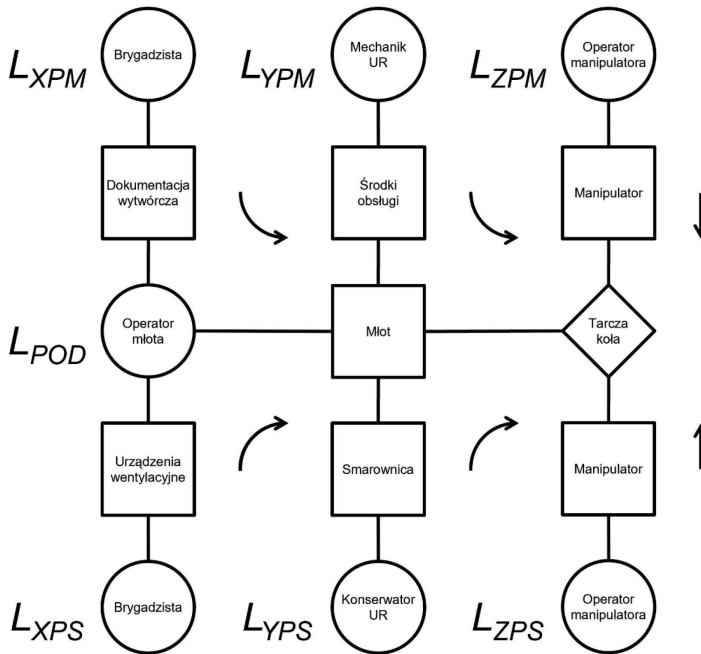 L_XPM
Brygadzista
L_YPM
Mechanik
UR
L_ZPM
Operator
manipulatora
Dokumentacja
wytwórcza
Środki
obsługi
Manipulator
L_POD
Operator
młota
Młot
Tarcza
koła
Urządzenia
wentylacyjne
Smarownica
Manipulator
L_XPS
Brygadzista
L_YPS
Konserwator
UR
L_ZPS
Operator
manipulatora